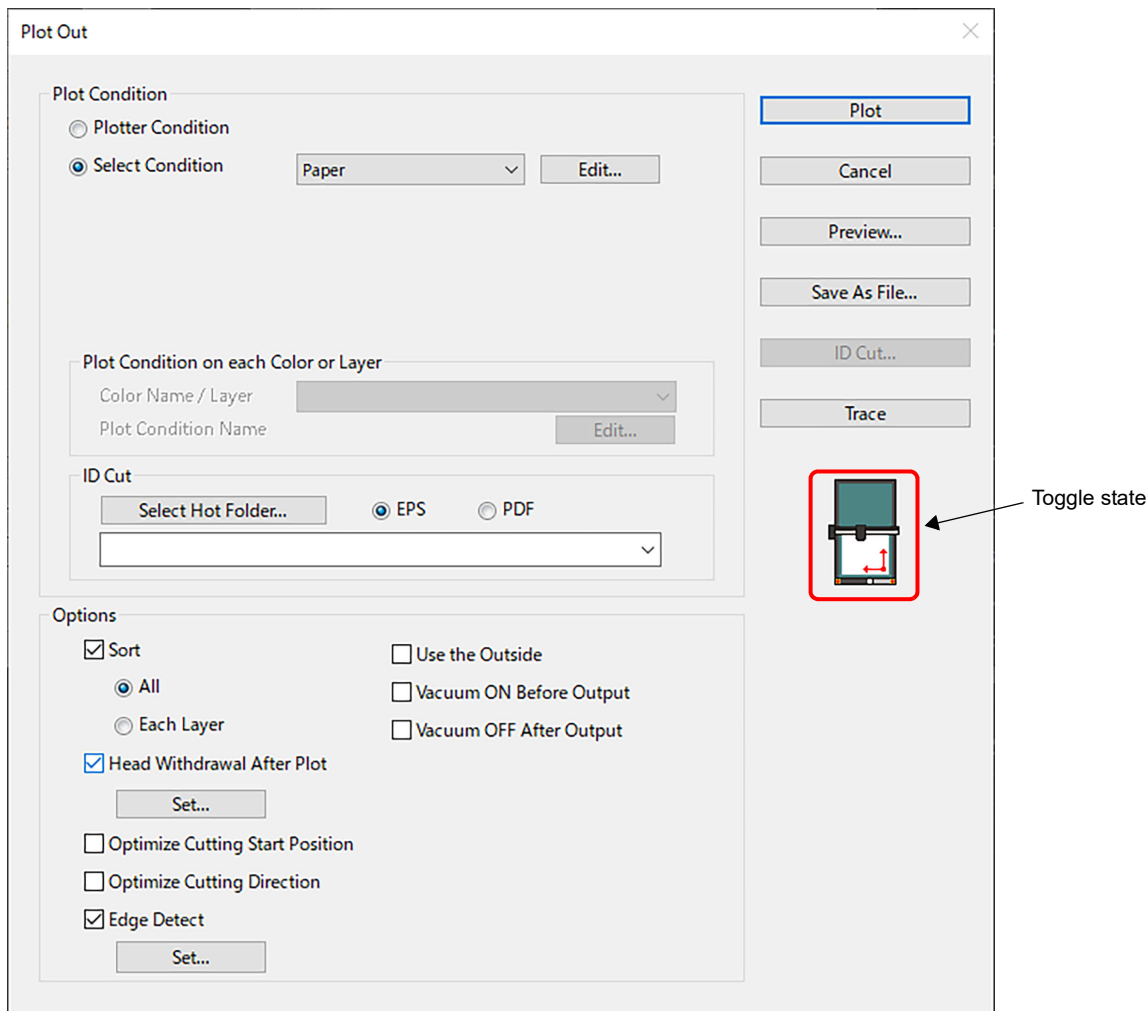 Plot Out
Plot Condition
Plotter Condition
Select Condition
Paper
Edit...
Plot Condition on each Color or Layer
Color Name / Layer
Plot Condition Name
Edit...
ID Cut
Select Hot Folder...
EPS
PDF
Options
Sort
All
Each Layer
Head Withdrawal After Plot
Set...
Optimize Cutting Start Position
Optimize Cutting Direction
Edge Detect
Set...
Use the Outside
Vacuum ON Before Output
Vacuum OFF After Output
Plot
Cancel
Preview...
Save As File...
ID Cut...
Trace
Toggle state